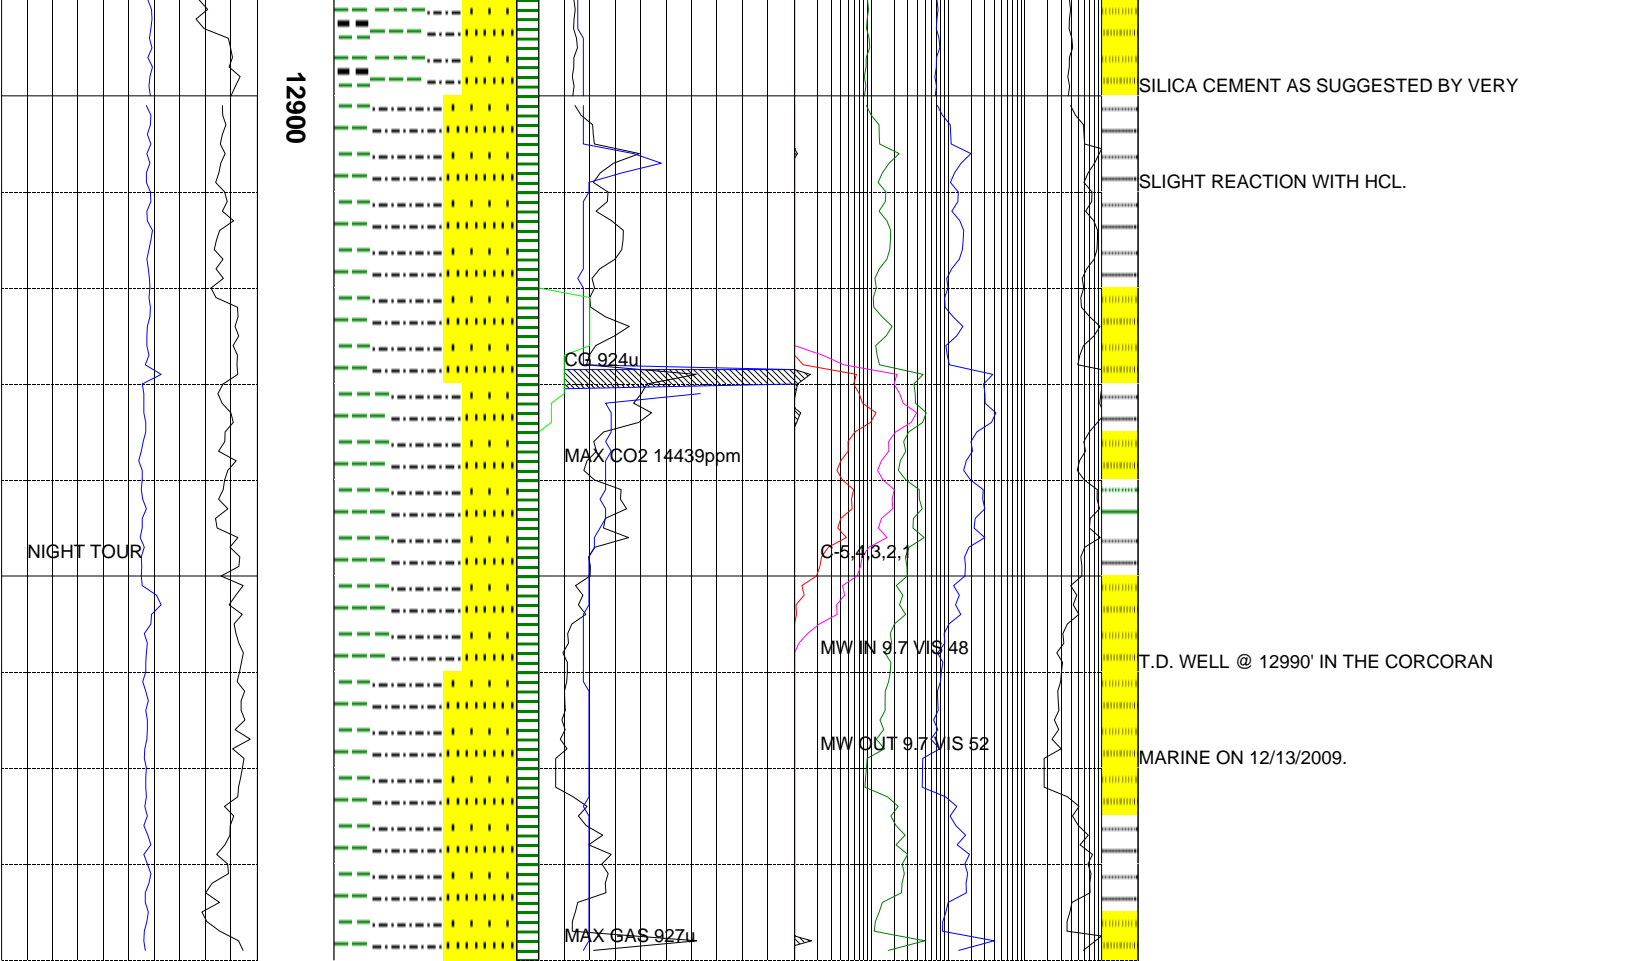 12900
SILICA CEMENT AS SUGGESTED BY VERY
SLIGHT REACTION WITH HCL.
CG 924u
MAX CO2 14439ppm
NIGHT TOUR
C-5,4,3,2,1
MW IN 9.7 VIS 48
T.D. WELL @ 12990' IN THE CORCORAN
MW OUT 9.7 VIS 52
MARINE ON 12/13/2009.
MAX GAS 927u